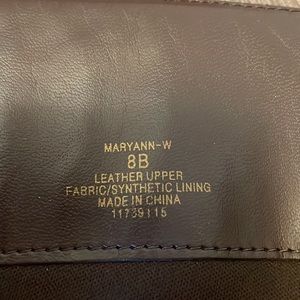 MARYANN-W
8B
LEATHER UPPER
FABRIC/SYNTHETIC LINING
MADE IN CHINA
11739115